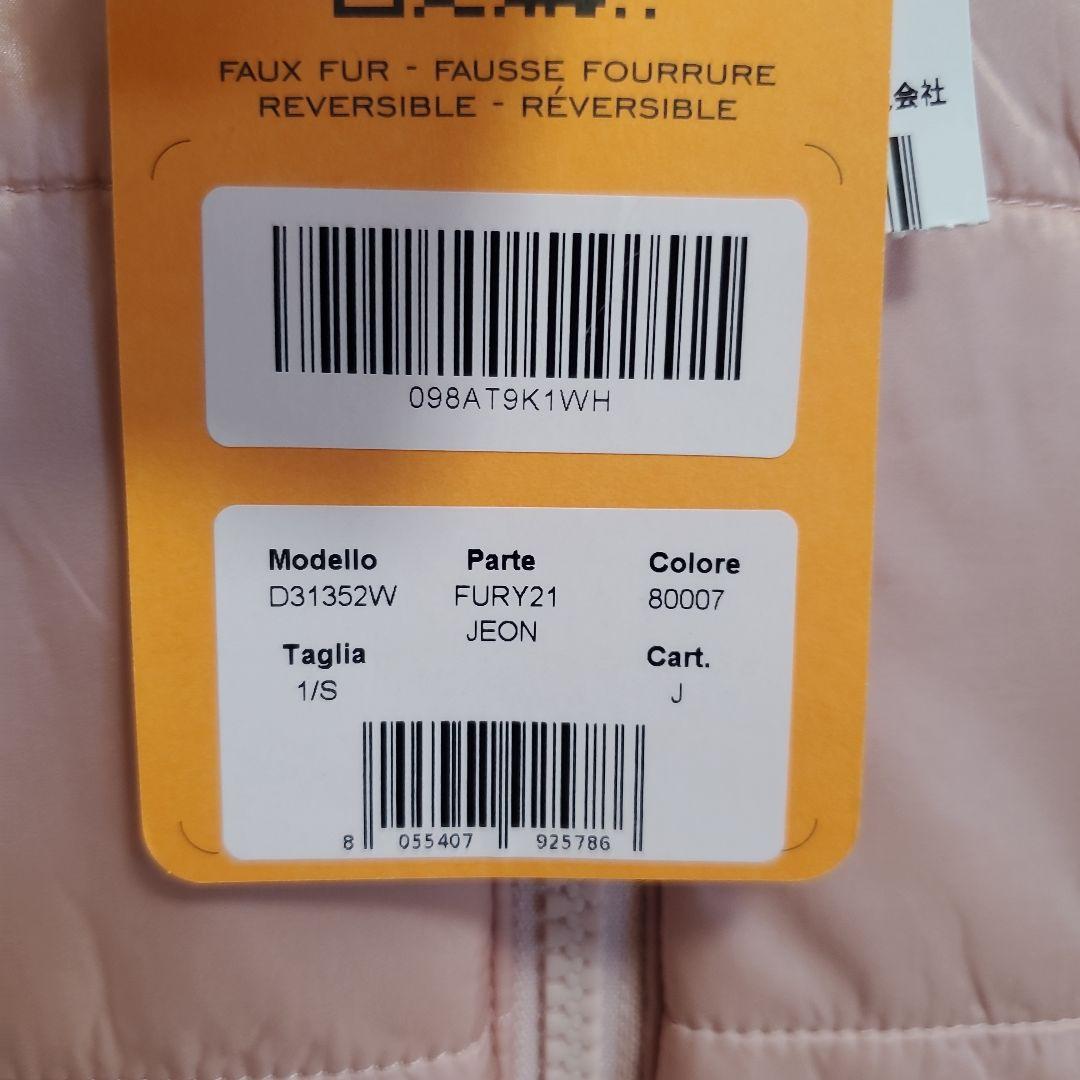 FAUX FUR - FAUSSE FOURRURE
REVERSIBLE - RÉVERSIBLE
会社
098AT9K1WH
Modello Parte Colore
D31352W FURY21 80007
JEON
Taglia Cart.
1/S J
8 055407 925786